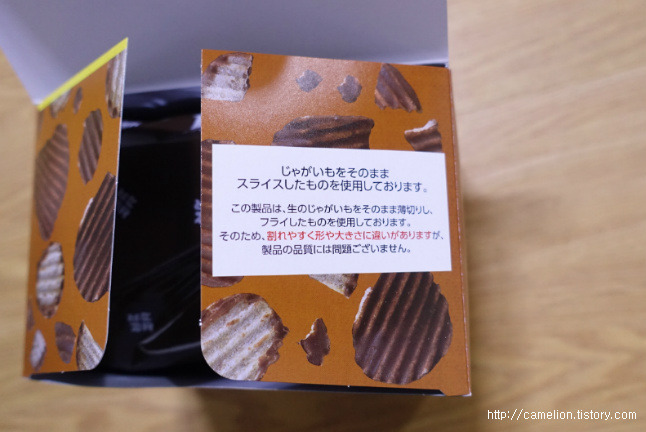 じゃがいもをそのまま
スライスしたものを使用しております。
この製品は、生のじゃがいもをそのまま薄切りし、
フライしたものを使用しております。
そのため、割れやすく形や大きさに違いがありますが、
製品の品質には問題ございません。
http://camelion.tistory.com